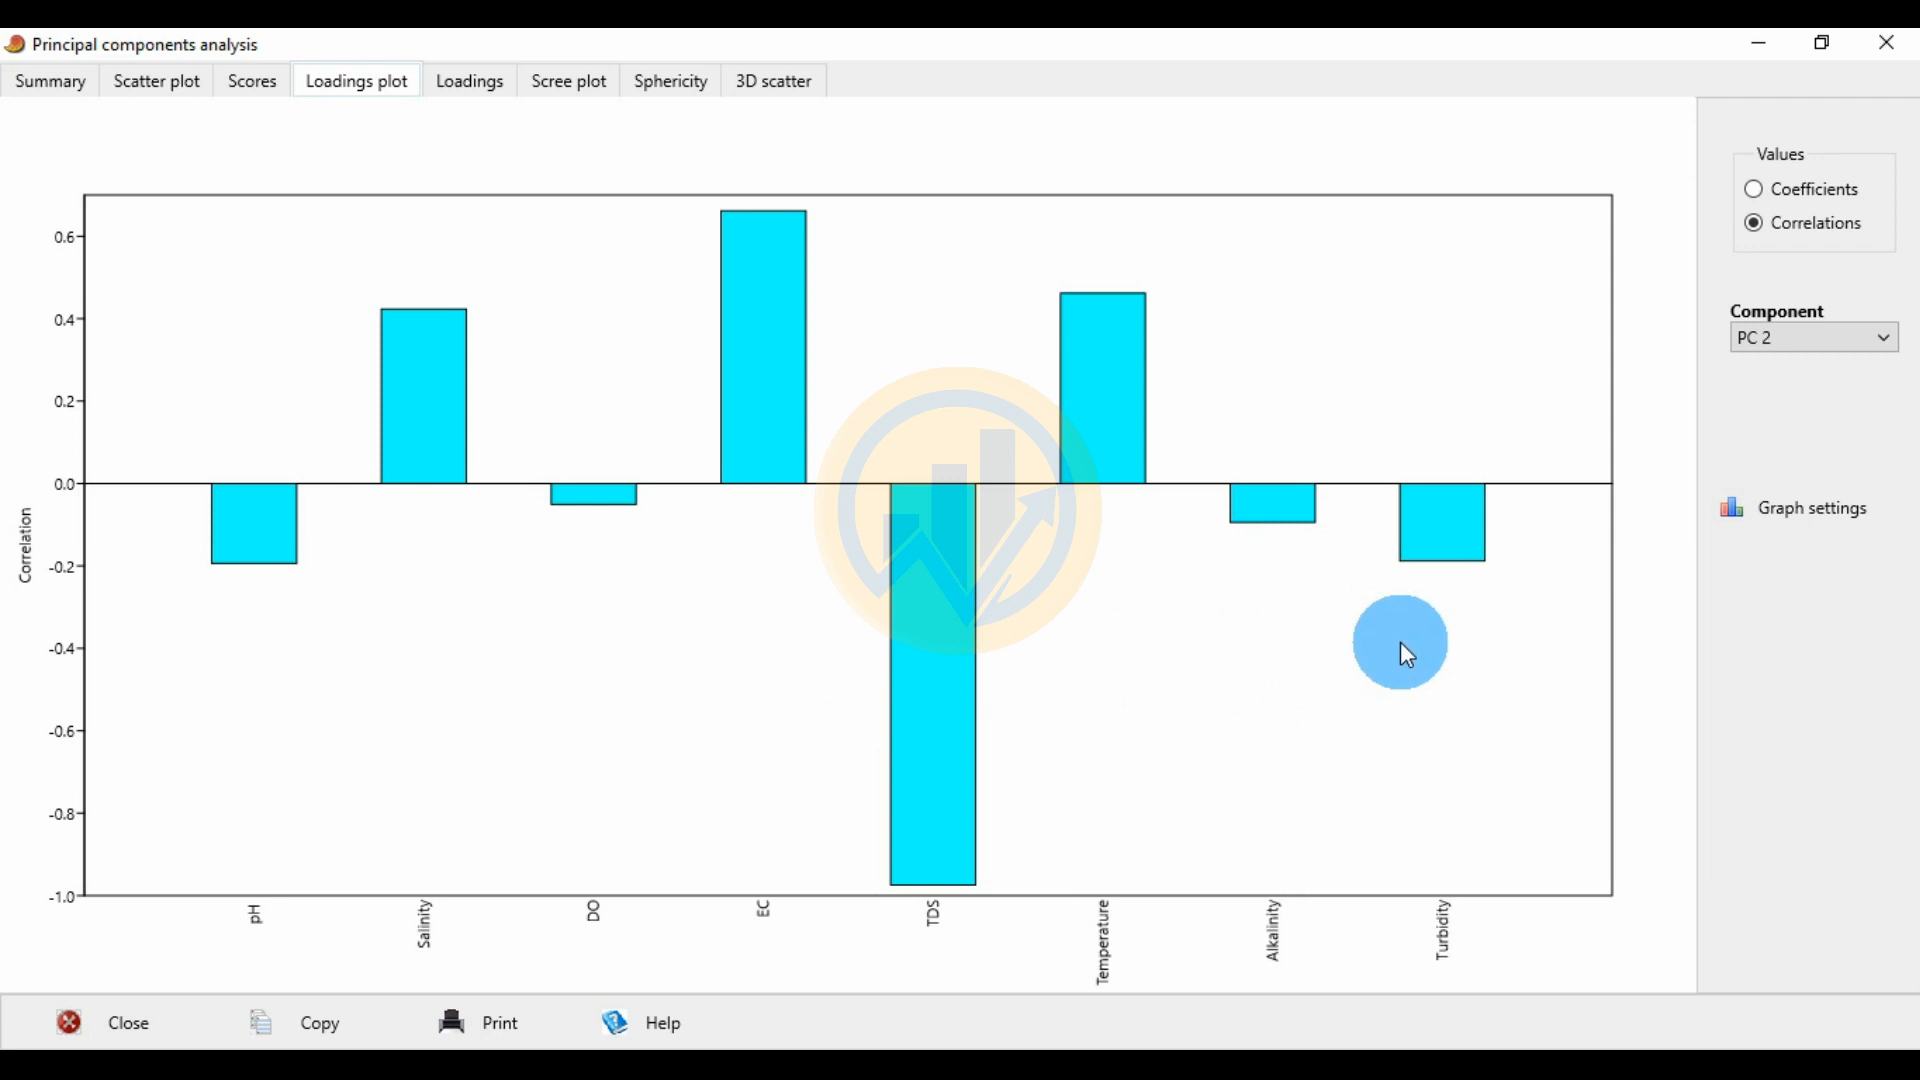 Principal components analysis
Summary Scatter plot Scores Loadings plot Loadings Scree plot Sphericity 3D scatter
Values
Coefficients
Correlations
Component
PC 2
Graph settings
0.6
0.4
0.2
0.0
-0.2
-0.4
-0.6
-0.8
-1.0
Correlation
pH Salinity DO EC TDS Temperature Alkalinity Turbidity
Close Copy Print Help